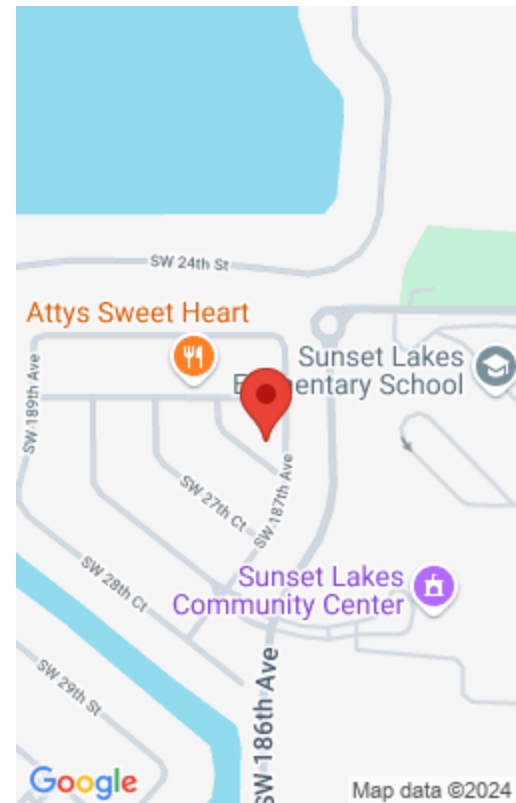 SW 24th St
Attys Sweet Heart
Sunset Lakes
Elementary School
SW 189th Ave
SW 27th Ct
SW 187th Ave
SW 28th Ct
Sunset Lakes
Community Center
SW 29th St
SW 186th Ave
Google
Map data ©2024